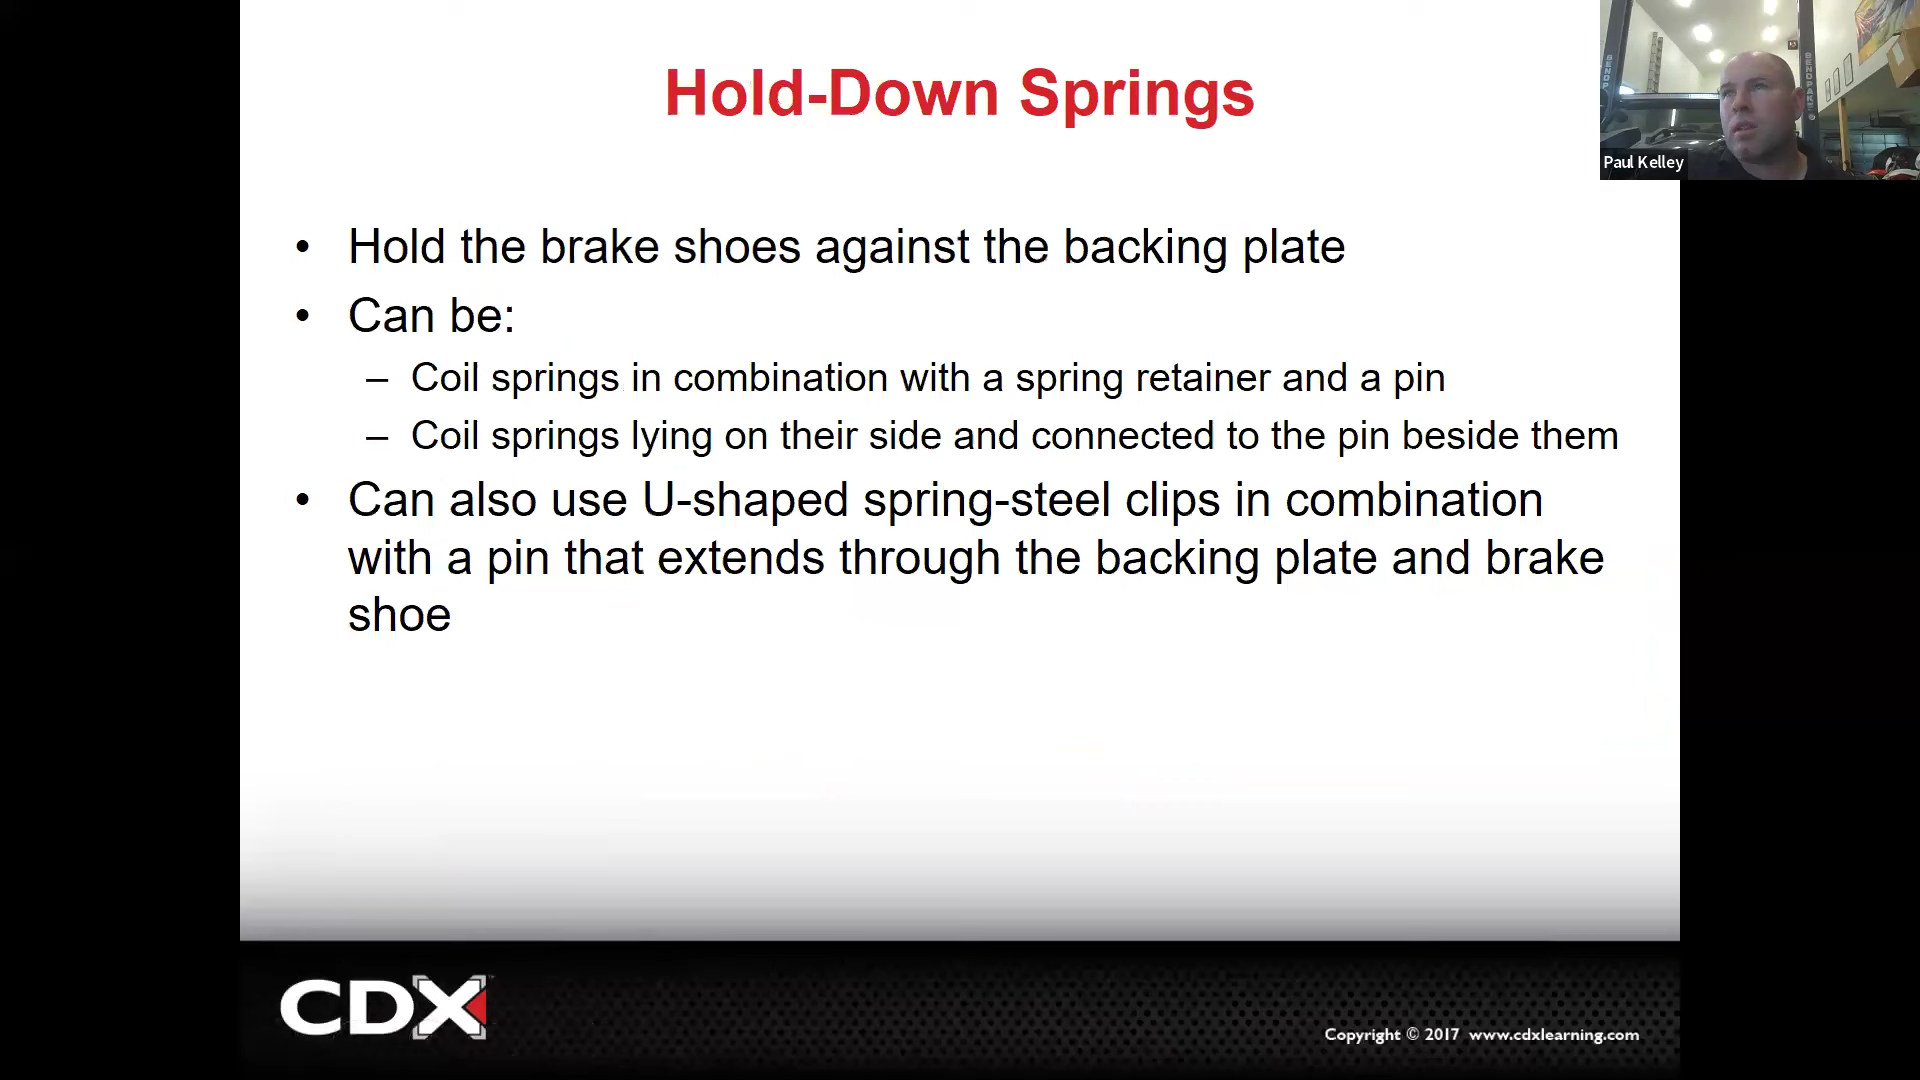 Hold-Down Springs
BENDP
BENDPAK
Paul Kelley
• Hold the brake shoes against the backing plate
• Can be:
– Coil springs in combination with a spring retainer and a pin
– Coil springs lying on their side and connected to the pin beside them
• Can also use U-shaped spring-steel clips in combination
with a pin that extends through the backing plate and brake
shoe
CDX
Copyright © 2017 www.cdxlearning.com